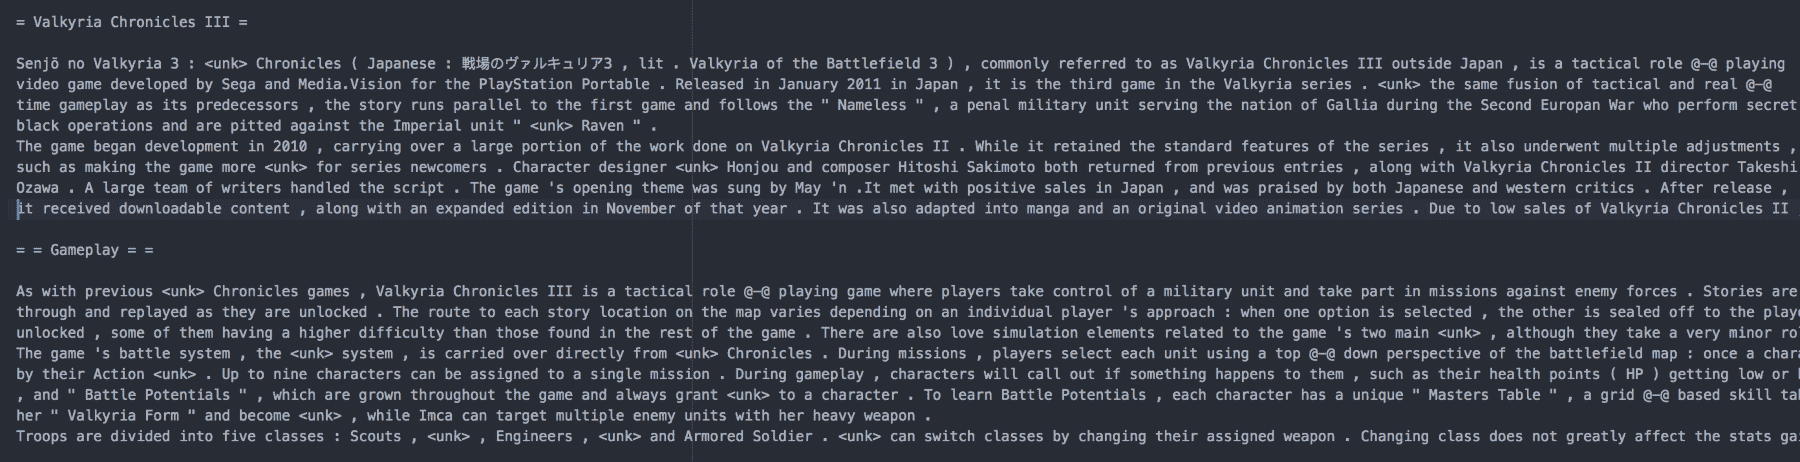 = Valkyria Chronicles III =
Senjō no Valkyria 3 : <unk> Chronicles ( Japanese : 戦場のヴァルキュリア3 , lit . Valkyria of the Battlefield 3 ) , commonly referred to as Valkyria Chronicles III outside Japan , is a tactical role @-@ playing
video game developed by Sega and Media.Vision for the PlayStation Portable . Released in January 2011 in Japan , it is the third game in the Valkyria series . <unk> the same fusion of tactical and real @-@
time gameplay as its predecessors , the story runs parallel to the first game and follows the " Nameless " , a penal military unit serving the nation of Gallia during the Second Europan War who perform secret
black operations and are pitted against the Imperial unit " <unk> Raven " .
The game began development in 2010 , carrying over a large portion of the work done on Valkyria Chronicles II . While it retained the standard features of the series , it also underwent multiple adjustments ,
such as making the game more <unk> for series newcomers . Character designer <unk> Honjou and composer Hitoshi Sakimoto both returned from previous entries , along with Valkyria Chronicles II director Takeshi
Ozawa . A large team of writers handled the script . The game 's opening theme was sung by May 'n .It met with positive sales in Japan , and was praised by both Japanese and western critics . After release ,
it received downloadable content , along with an expanded edition in November of that year . It was also adapted into manga and an original video animation series . Due to low sales of Valkyria Chronicles II
= = Gameplay = =
As with previous <unk> Chronicles games , Valkyria Chronicles III is a tactical role @-@ playing game where players take control of a military unit and take part in missions against enemy forces . Stories are
through and replayed as they are unlocked . The route to each story location on the map varies depending on an individual player 's approach : when one option is selected , the other is sealed off to the
unlocked , some of them having a higher difficulty than those found in the rest of the game . There are also love simulation elements related to the game 's two main <unk> , although they take a very minor
The game 's battle system , the <unk> system , is carried over directly from <unk> Chronicles . During missions , players select each unit using a top @-@ down perspective of the battlefield map : once a
by their Action <unk> . Up to nine characters can be assigned to a single mission . During gameplay , characters will call out if something happens to them , such as their health points ( HP ) getting low or
, and " Battle Potentials " , which are grown throughout the game and always grant <unk> to a character . To learn Battle Potentials , each character has a unique " Masters Table " , a grid @-@ based skill
her " Valkyria Form " and become <unk> , while Imca can target multiple enemy units with her heavy weapon .
Troops are divided into five classes : Scouts , <unk> , Engineers , <unk> and Armored Soldier . <unk> can switch classes by changing their assigned weapon . Changing class does not greatly affect the stats